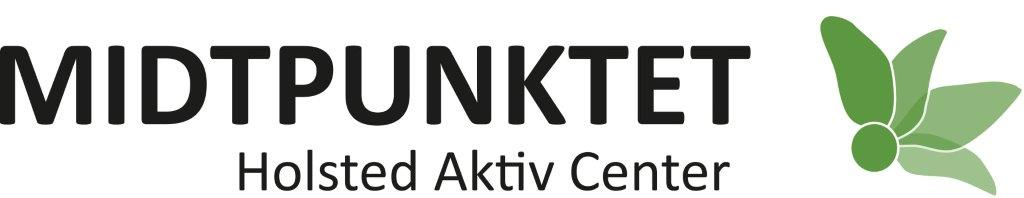 MIDTPUNKTET
Holsted Aktiv Center